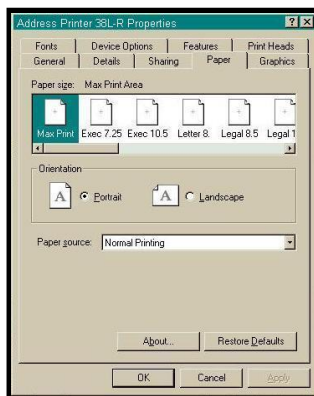 Address Printer 38L-R Properties
Fonts Device Options Features Print Heads
General Details Sharing Paper Graphics
Paper size: Max Print Area
Max Print Exec 7.25 Exec 10.5 Letter 8. Legal 8.5 Legal 1
Orientation
A Portrait A Landscape
Paper source: Normal Printing
About... Restore Defaults
OK Cancel Apply